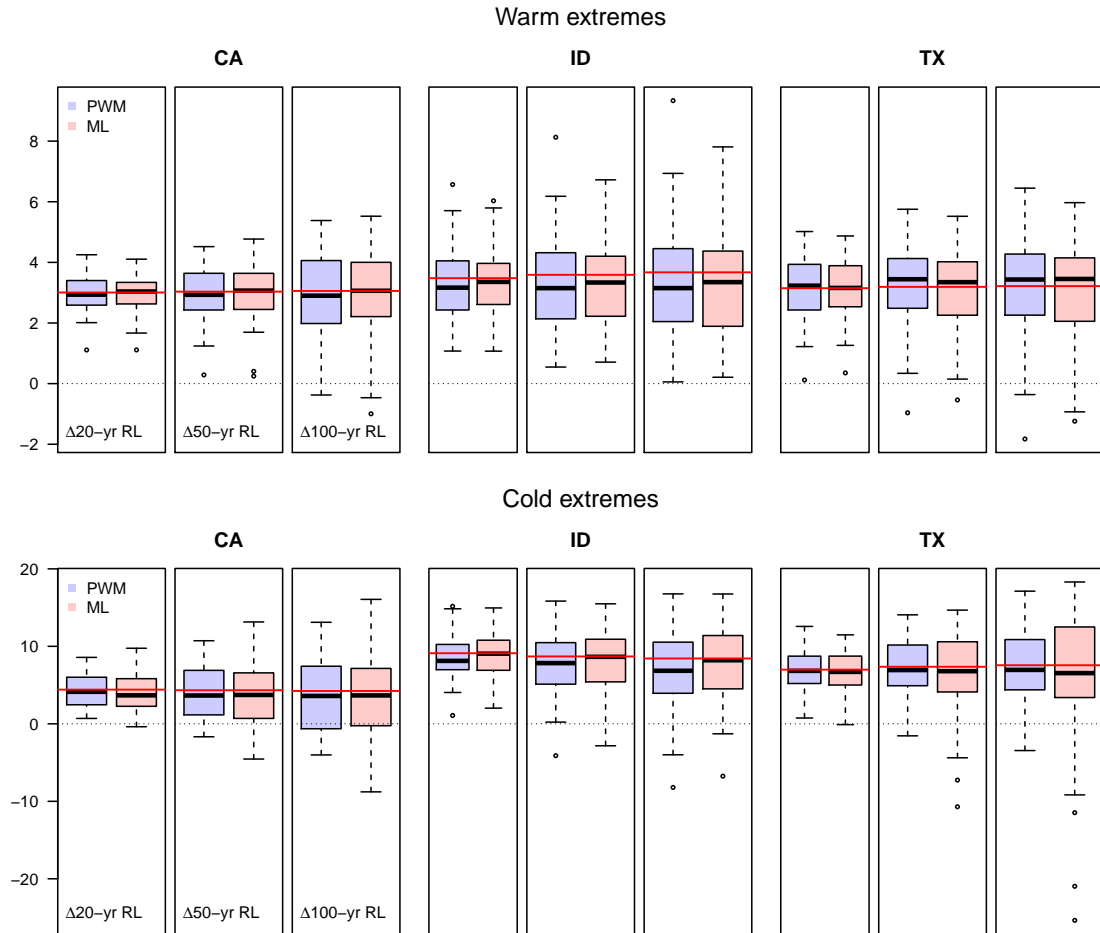 Warm extremes
CA ID TX
PWM
ML
8
6
4
2
0
−2
Δ20−yr RL Δ50−yr RL Δ100−yr RL
Cold extremes
CA ID TX
20
PWM
ML
10
0
−10
−20
Δ20−yr RL Δ50−yr RL Δ100−yr RL